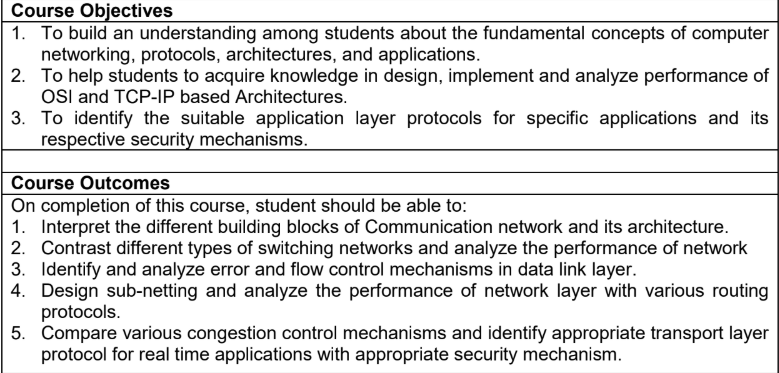 Course Objectives
1. To build an understanding among students about the fundamental concepts of computer
networking, protocols, architectures, and applications.
2. To help students to acquire knowledge in design, implement and analyze performance of
OSI and TCP-IP based Architectures.
3. To identify the suitable application layer protocols for specific applications and its
respective security mechanisms.
Course Outcomes
On completion of this course, student should be able to:
1. Interpret the different building blocks of Communication network and its architecture.
2. Contrast different types of switching networks and analyze the performance of network
3. Identify and analyze error and flow control mechanisms in data link layer.
4. Design sub-netting and analyze the performance of network layer with various routing
protocols.
5. Compare various congestion control mechanisms and identify appropriate transport layer
protocol for real time applications with appropriate security mechanism.